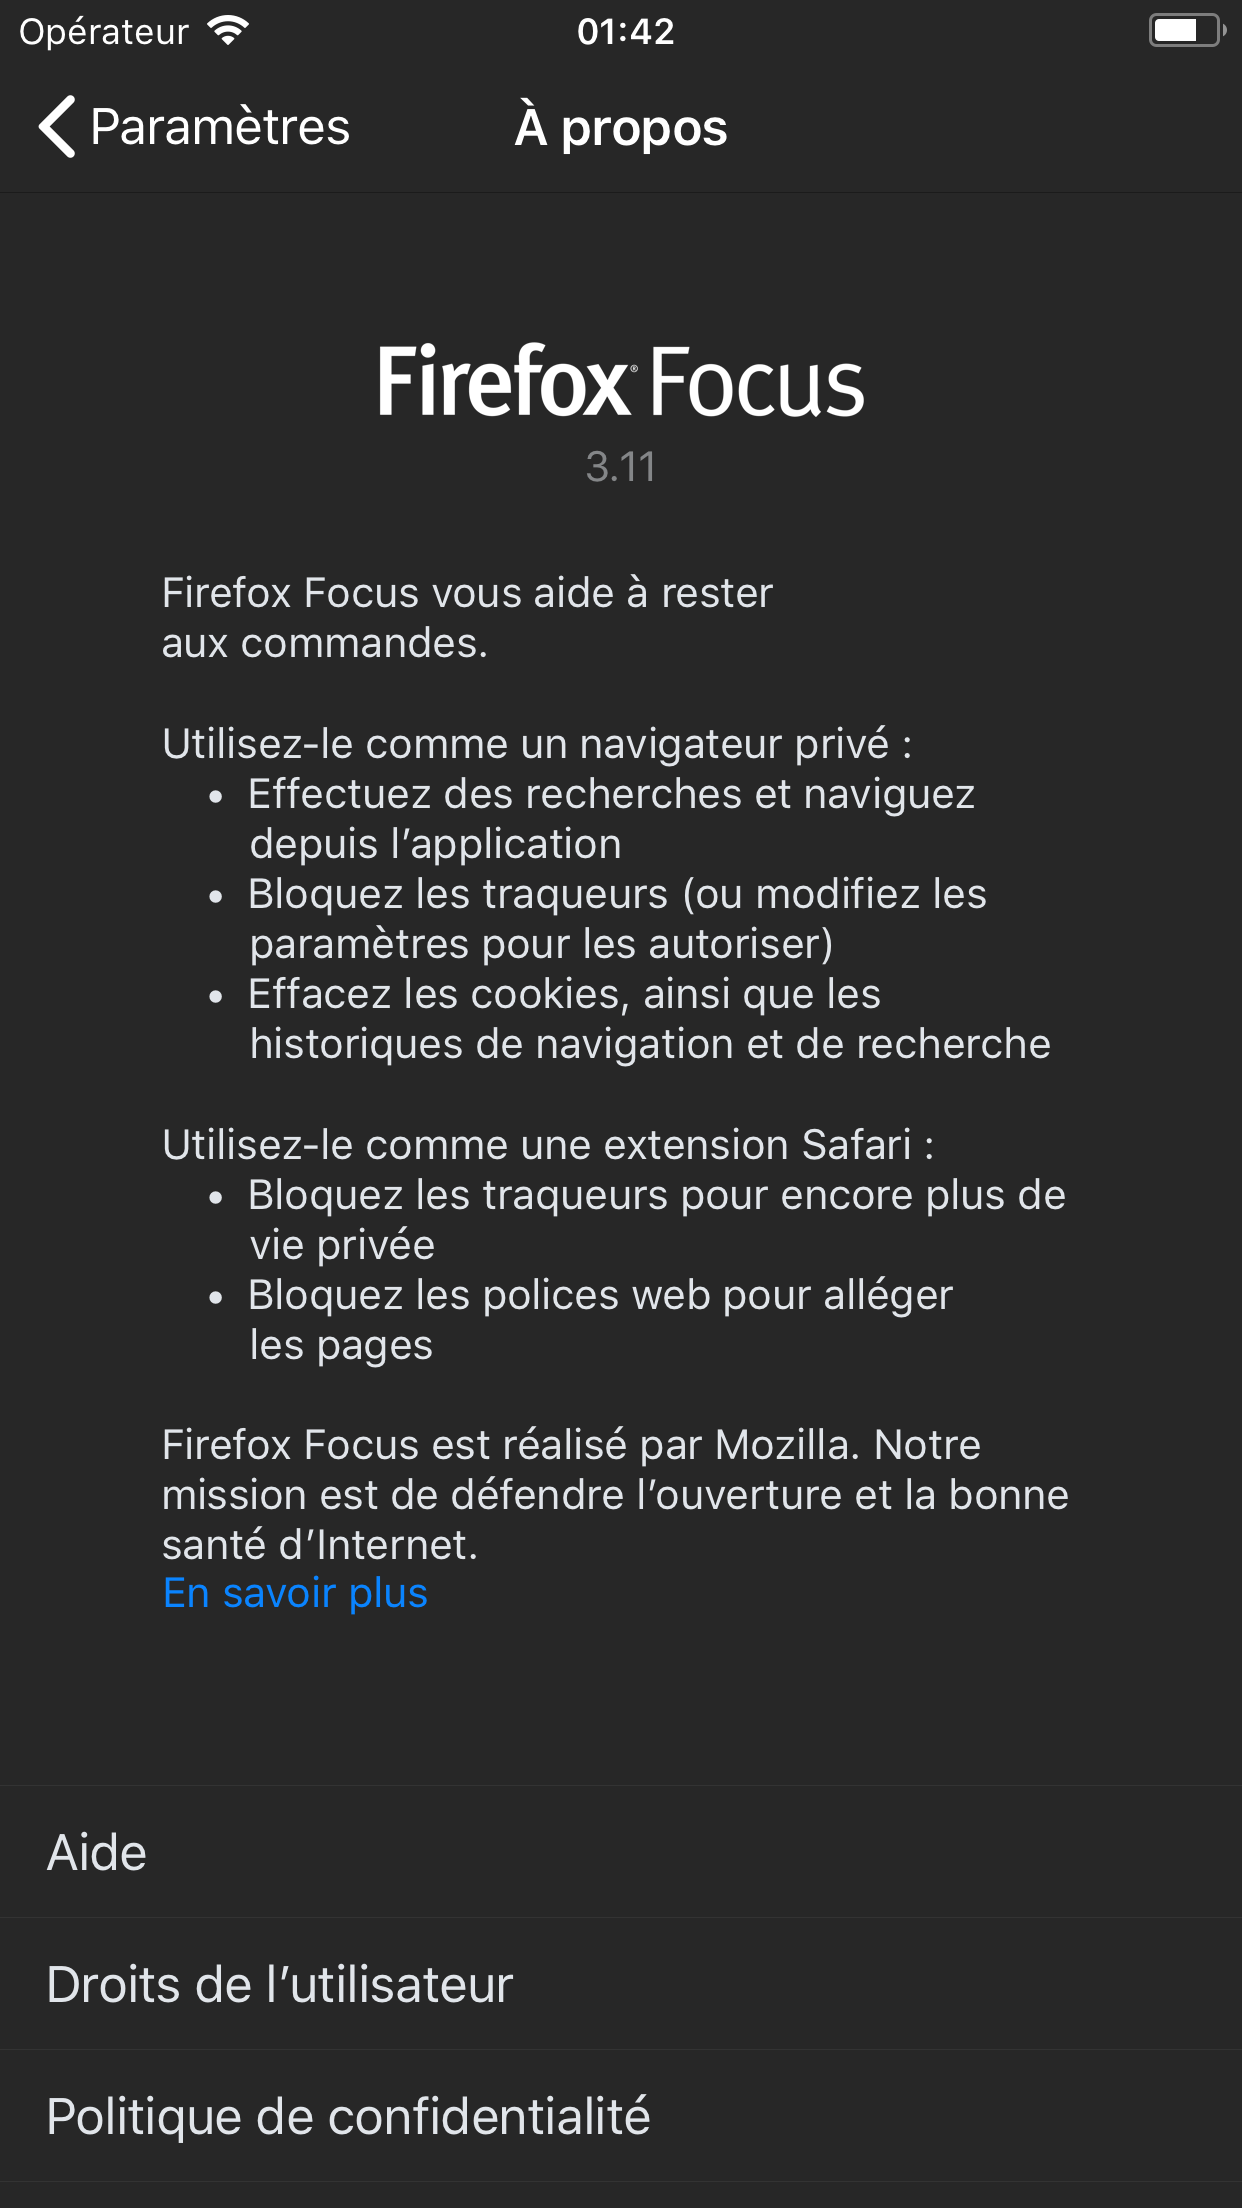 Opérateur 01:42
Paramètres À propos
Firefox® Focus
3.11
Firefox Focus vous aide à rester
aux commandes.
Utilisez-le comme un navigateur privé :
• Effectuez des recherches et naviguez
depuis l’application
• Bloquez les traqueurs (ou modifiez les
paramètres pour les autoriser)
• Effacez les cookies, ainsi que les
historiques de navigation et de recherche
Utilisez-le comme une extension Safari :
• Bloquez les traqueurs pour encore plus de
vie privée
• Bloquez les polices web pour alléger
les pages
Firefox Focus est réalisé par Mozilla. Notre
mission est de défendre l’ouverture et la bonne
santé d’Internet.
En savoir plus
Aide
Droits de l’utilisateur
Politique de confidentialité